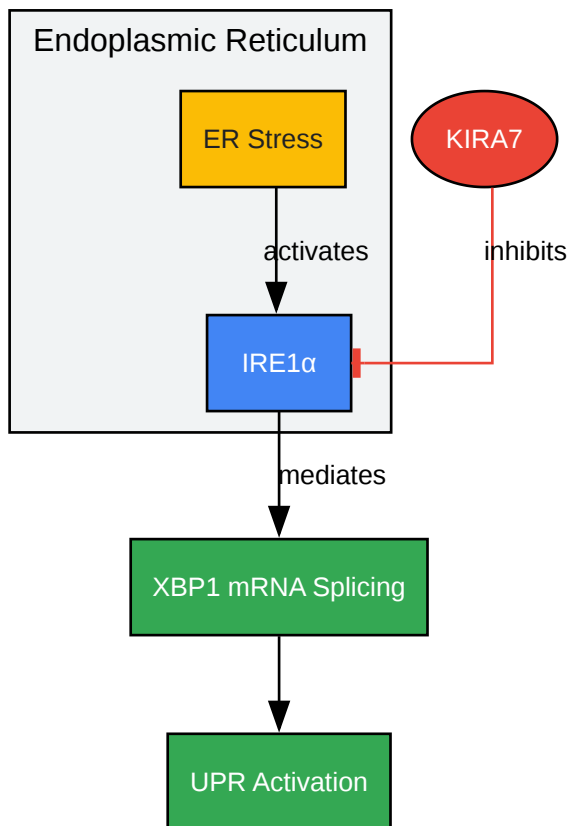 Endoplasmic Reticulum
ER Stress
KIRA7
activates
inhibits
IRE1α
mediates
XBP1 mRNA Splicing
UPR Activation